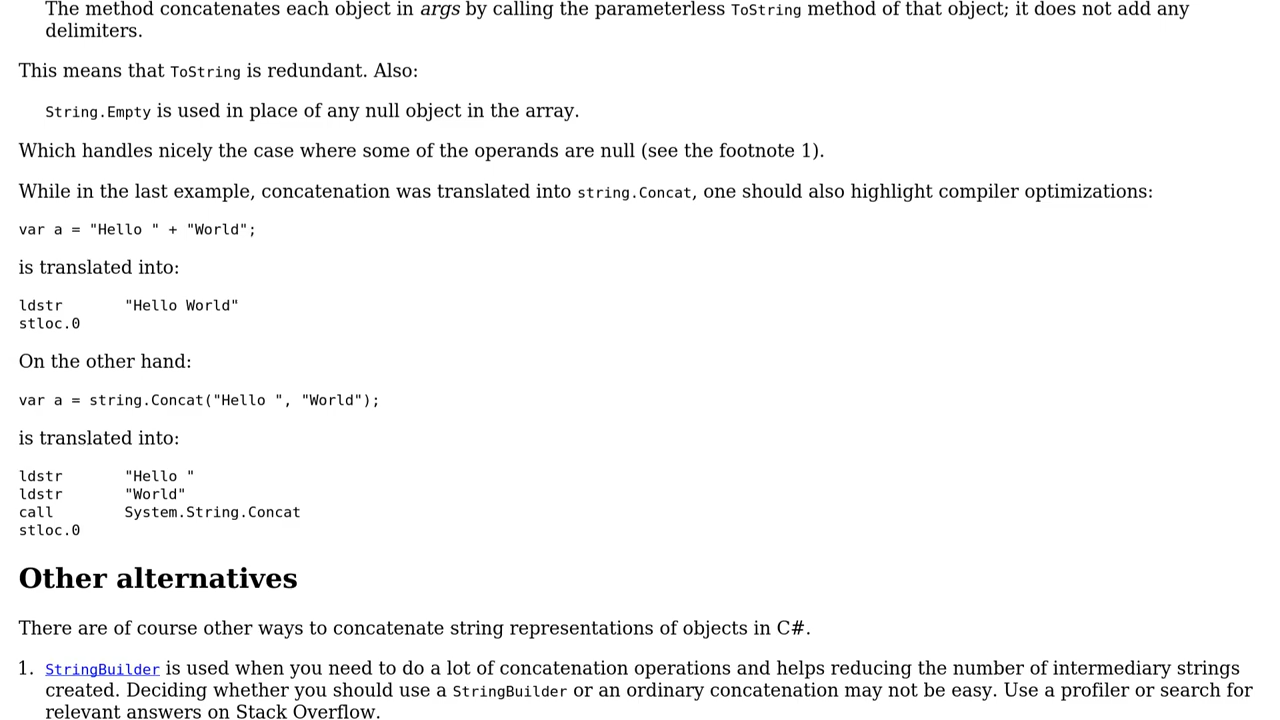 The method concatenates each object in args by calling the parameterless ToString method of that object; it does not add any
delimiters.
This means that ToString is redundant. Also:
String.Empty is used in place of any null object in the array.
Which handles nicely the case where some of the operands are null (see the footnote 1).
While in the last example, concatenation was translated into string.Concat, one should also highlight compiler optimizations:
var a = "Hello " + "World";
is translated into:
ldstr       "Hello World"
stloc.0
On the other hand:
var a = string.Concat("Hello ", "World");
is translated into:
ldstr       "Hello "
ldstr       "World"
call        System.String.Concat
stloc.0
Other alternatives
There are of course other ways to concatenate string representations of objects in C#.
1. StringBuilder is used when you need to do a lot of concatenation operations and helps reducing the number of intermediary strings
created. Deciding whether you should use a StringBuilder or an ordinary concatenation may not be easy. Use a profiler or search for
relevant answers on Stack Overflow.